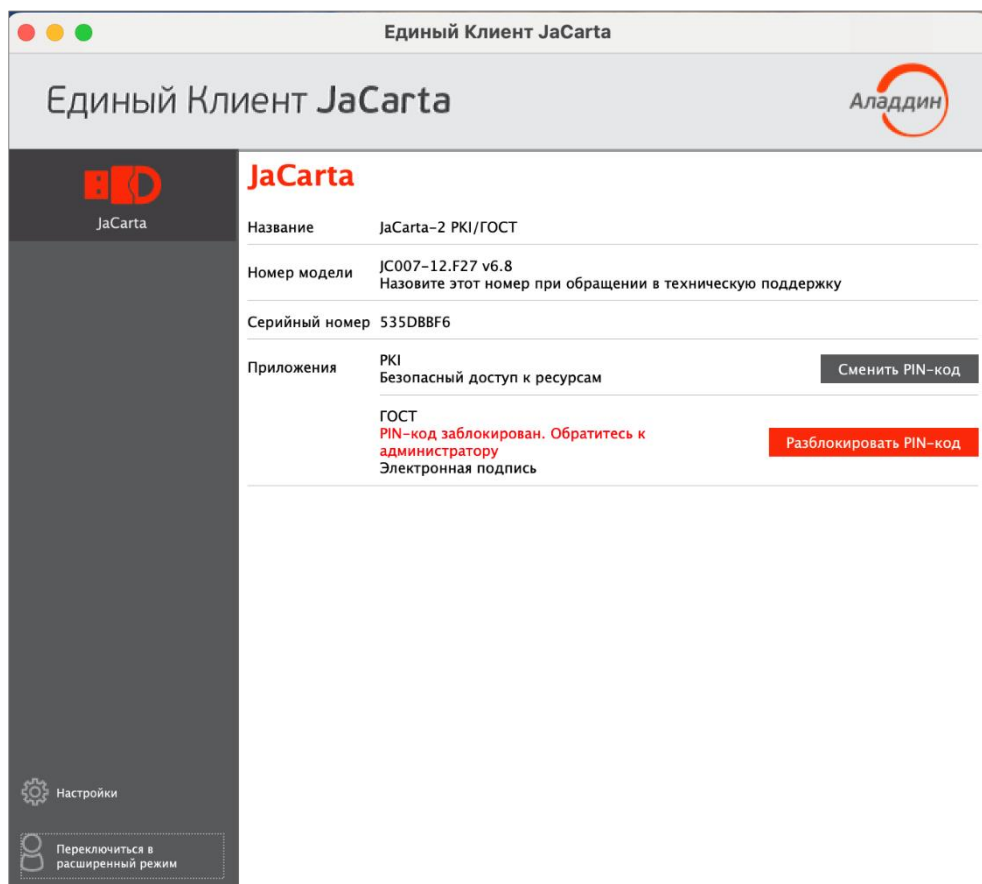 Единый Клиент JaCarta
Единый Клиент JaCarta
Аладдин
JaCarta
JaCarta
Название JaCarta-2 PKI/ГОСТ
Номер модели JC007-12.F27 v6.8
Назовите этот номер при обращении в техническую поддержку
Серийный номер 535DBBF6
Приложения PKI
Безопасный доступ к ресурсам
Сменить PIN-код
ГОСТ
PIN-код заблокирован. Обратитесь к
администратору
Электронная подпись
Разблокировать PIN-код
Настройки
Переключиться в
расширенный режим